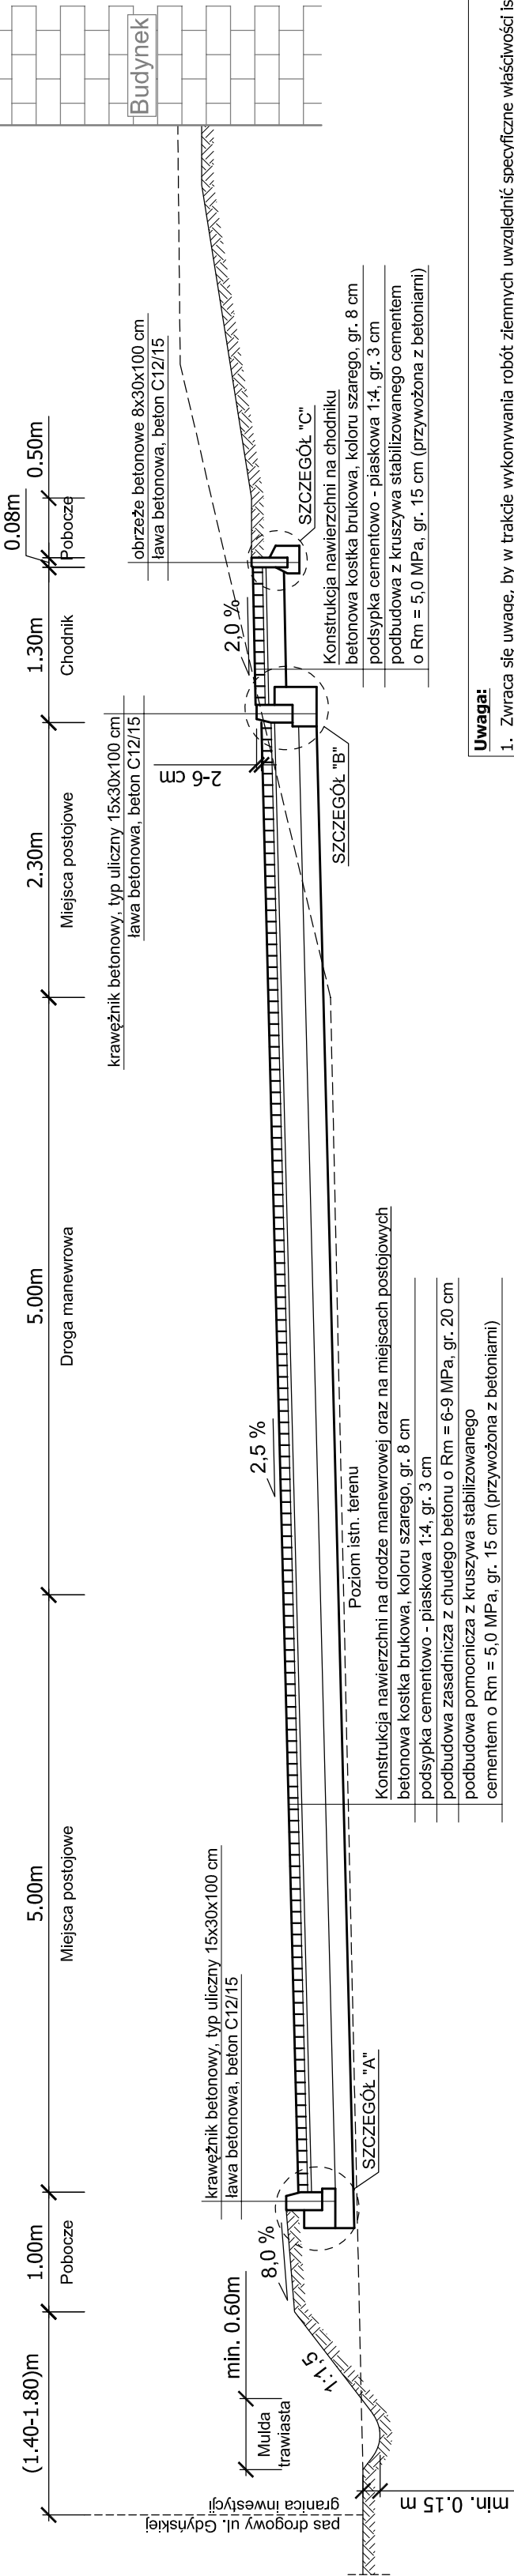 (1.40-1.80)m
1.00m
5.00m
5.00m
2.30m
1.30m
0.08m
0.50m
Pobocze
Miejsca postojowe
Droga manewrowa
Miejsca postojowe
Chodnik
Pobocze
Budynek
krawężnik betonowy, typ uliczny 15x30x100 cm
ława betonowa, beton C12/15
obrzeże betonowe 8x30x100 cm
ława betonowa, beton C12/15
krawężnik betonowy, typ uliczny 15x30x100 cm
ława betonowa, beton C12/15
min. 0.60m
Mulda
trawiasta
8,0 %
2,5 %
2-6 cm
2,0 %
1:1,5
pas drogowy ul. Gdyńskiej
granica inwestycji
min. 0.15 m
SZCZEGÓŁ "A"
SZCZEGÓŁ "B"
SZCZEGÓŁ "C"
Poziom istn. terenu
Konstrukcja nawierzchni na drodze manewrowej oraz na miejscach postojowych
betonowa kostka brukowa, koloru szarego, gr. 8 cm
podsypka cementowo - piaskowa 1:4, gr. 3 cm
podbudowa zasadnicza z chudego betonu o Rm = 6-9 MPa, gr. 20 cm
podbudowa pomocnicza z kruszywa stabilizowanego
cementem o Rm = 5,0 MPa, gr. 15 cm (przywożona z betoniarni)
Konstrukcja nawierzchni na chodniku
betonowa kostka brukowa, koloru szarego, gr. 8 cm
podsypka cementowo - piaskowa 1:4, gr. 3 cm
podbudowa z kruszywa stabilizowanego cementem
o Rm = 5,0 MPa, gr. 15 cm (przywożona z betoniarni)
Uwaga:
1. Zwraca się uwagę, by w trakcie wykonywania robót ziemnych uwzględnić specyficzne właściwości is